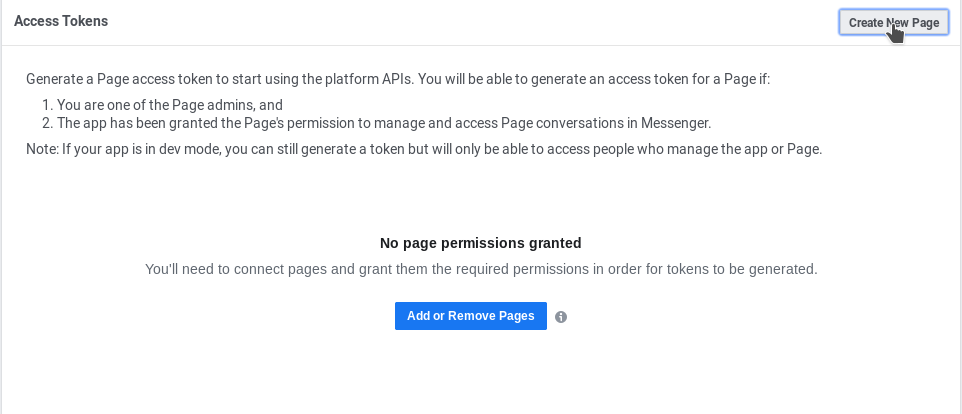 Access Tokens
Create New Page
Generate a Page access token to start using the platform APIs. You will be able to generate an access token for a Page if:
1. You are one of the Page admins, and
2. The app has been granted the Page's permission to manage and access Page conversations in Messenger.
Note: If your app is in dev mode, you can still generate a token but will only be able to access people who manage the app or Page.
No page permissions granted
You'll need to connect pages and grant them the required permissions in order for tokens to be generated.
Add or Remove Pages